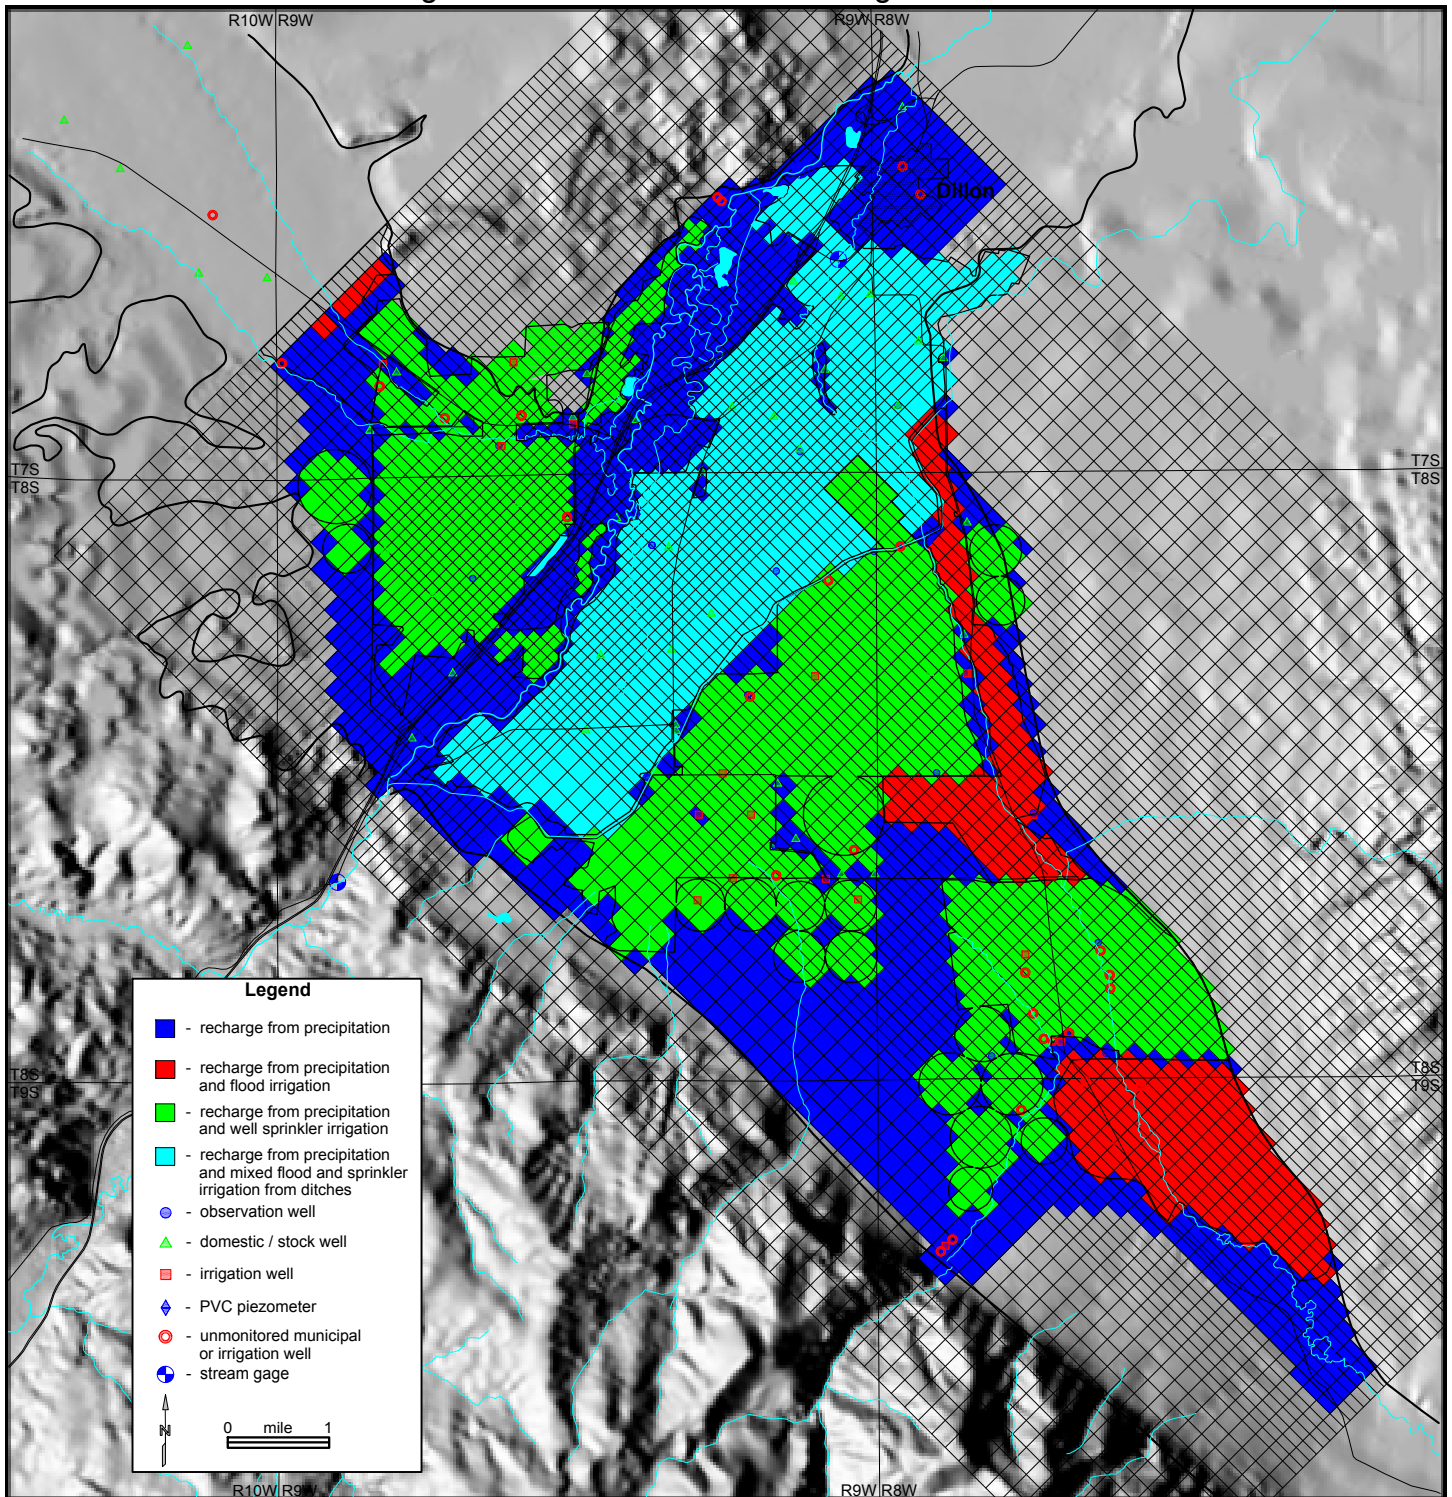 R10W R9W
R9W R8W
Dillon
T7S
T8S
T7S
T8S
Legend
- recharge from precipitation
- recharge from precipitation
and flood irrigation
- recharge from precipitation
and well sprinkler irrigation
- recharge from precipitation
and mixed flood and sprinkler
irrigation from ditches
- observation well
- domestic / stock well
- irrigation well
- PVC piezometer
- unmonitored municipal
or irrigation well
- stream gage
N
0 mile 1
T8S
T9S
T8S
T9S
R10W R9W
R9W R8W